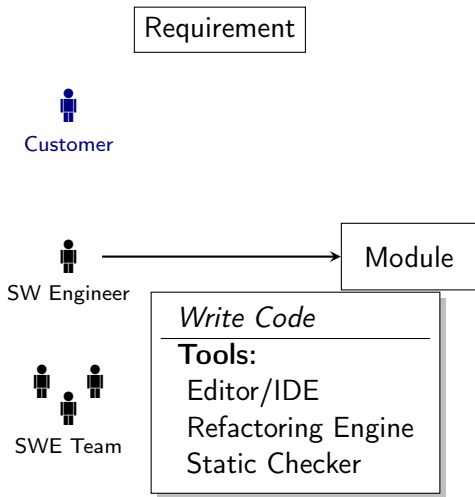 Requirement
Customer
SW Engineer
Module
Write Code
Tools:
Editor/IDE
Refactoring Engine
Static Checker
SWE Team